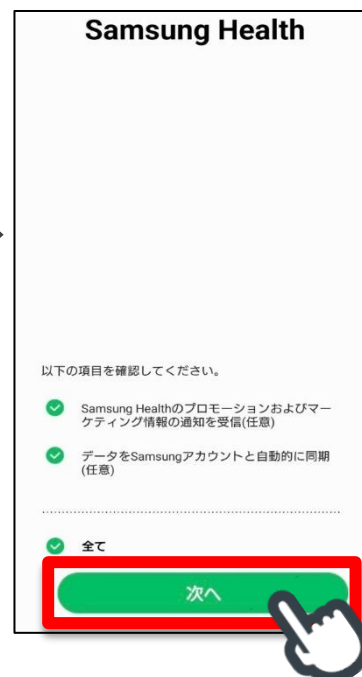 Samsung Health
以下の項目を確認してください。
Samsung Healthのプロモーションおよびマー
ケティング情報の通知を受信(任意)
データをSamsungアカウントと自動的に同期
(任意)
全て
次へ